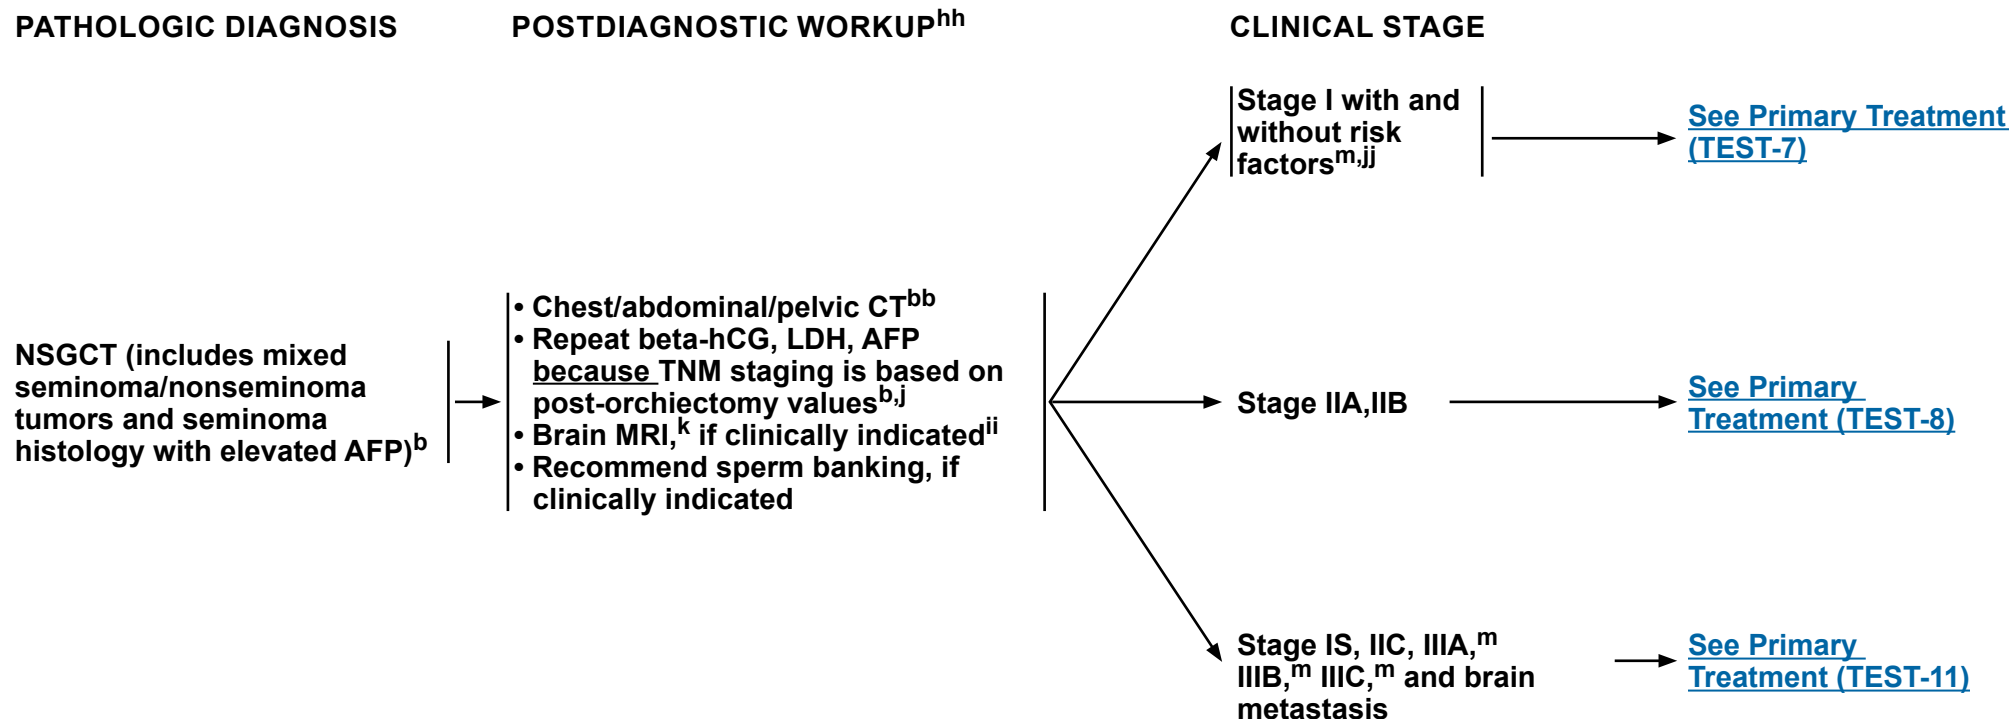 PATHOLOGIC DIAGNOSIS
POSTDIAGNOSTIC WORKUPhh
CLINICAL STAGE
NSGCT (includes mixed
seminoma/nonseminoma
tumors and seminoma
histology with elevated AFP)b
• Chest/abdominal/pelvic CTbb
• Repeat beta-hCG, LDH, AFP
because TNM staging is based on
post-orchiectomy valuesb,j
• Brain MRI,k if clinically indicatedii
• Recommend sperm banking, if
clinically indicated
Stage I with and
without risk
factorsm,jj
See Primary Treatment
(TEST-7)
Stage IIA,IIB
See Primary
Treatment (TEST-8)
Stage IS, IIC, IIIA,m
IIIB,m IIIC,m and brain
metastasis
See Primary
Treatment (TEST-11)